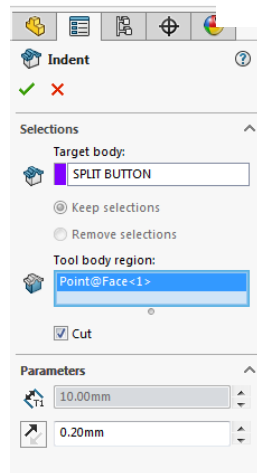 Indent
Selections
Target body:
SPLIT BUTTON
Keep selections
Remove selections
Tool body region:
Point@Face<1>
Cut
Parameters
T1
10.00mm
0.20mm